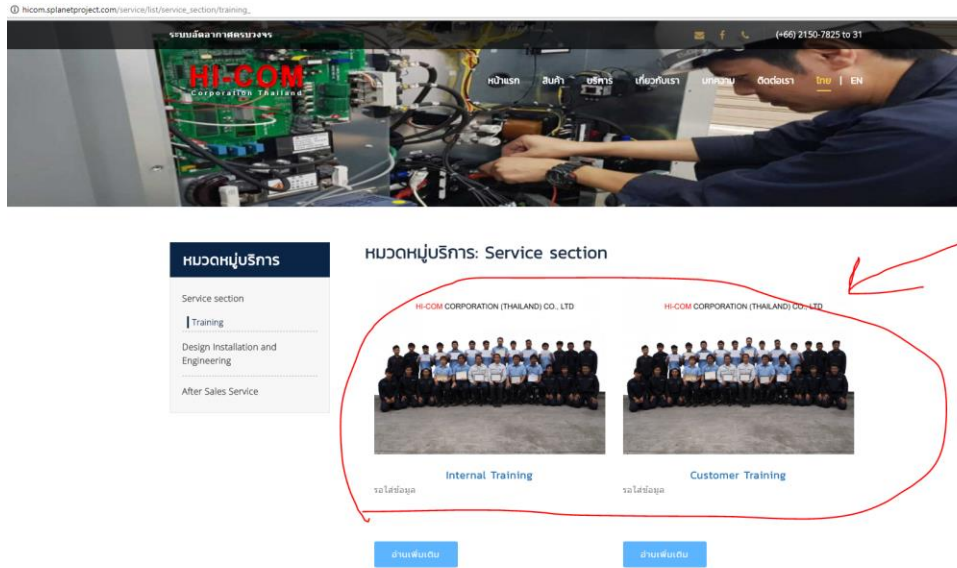 hicom.splanetproject.com/service/list/service_section/training_
ระบบอัดอากาศครบวงจร
(+66) 2150-7825 to 31
HI-COM
Corporation Thailand
หน้าแรก สินค้า บริการ เกี่ยวกับเรา บทความ ติดต่อเรา ไทย | EN
หมวดหมู่บริการ
หมวดหมู่บริการ: Service section
Service section
Training
Design Installation and
Engineering
After Sales Service
HI-COM CORPORATION (THAILAND) CO., LTD
HI-COM CORPORATION (THAILAND) CO., LTD
Internal Training
Customer Training
รอใส่ข้อมูล
รอใส่ข้อมูล
อ่านเพิ่มเติม
อ่านเพิ่มเติม